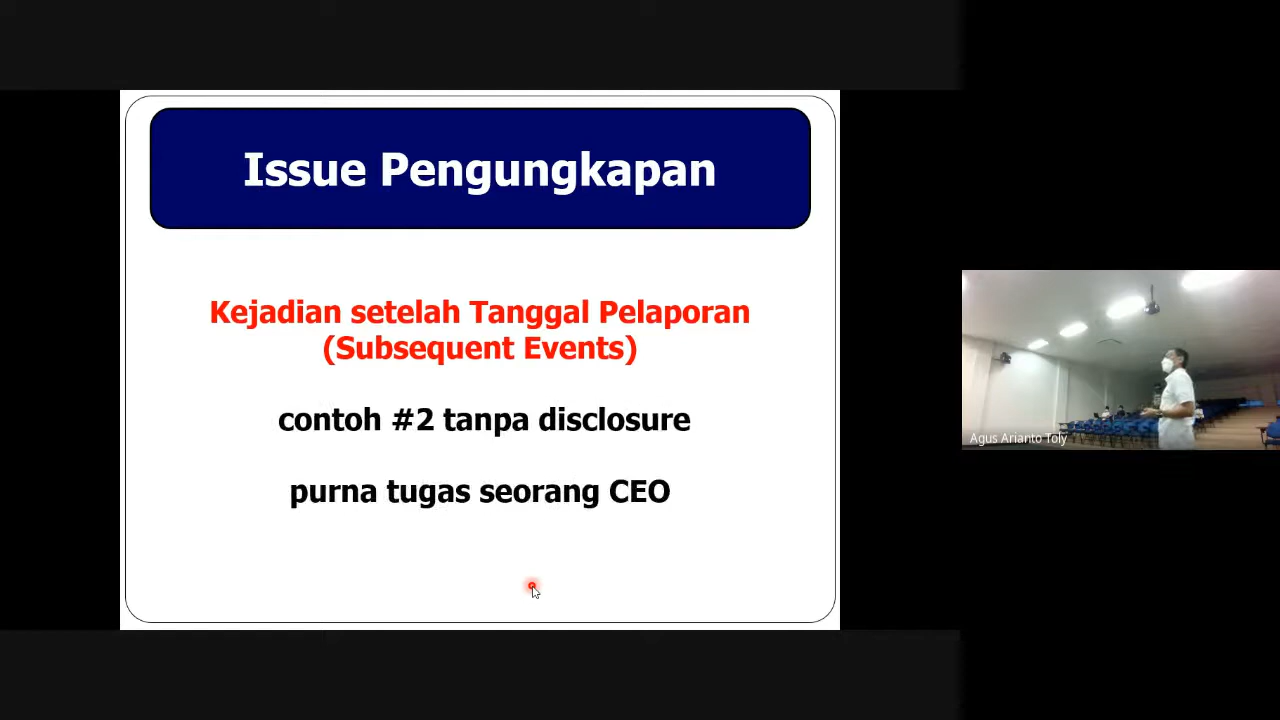 Issue Pengungkapan
Kejadian setelah Tanggal Pelaporan
(Subsequent Events)
contoh #2 tanpa disclosure
purna tugas seorang CEO
Agus Arianto Toly